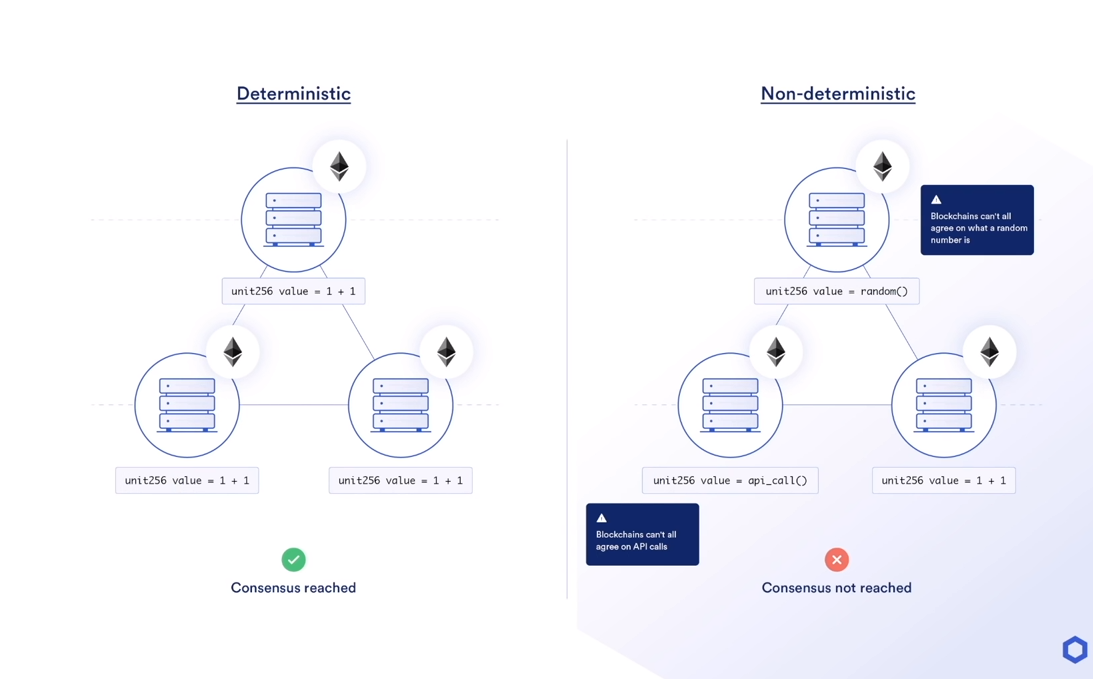 Deterministic
unit256 value = 1 + 1
unit256 value = 1 + 1
unit256 value = 1 + 1
Consensus reached
Non-deterministic
Blockchains can't all
agree on what a random
number is
unit256 value = random()
unit256 value = api_call()
unit256 value = 1 + 1
Blockchains can't all
agree on API calls
Consensus not reached